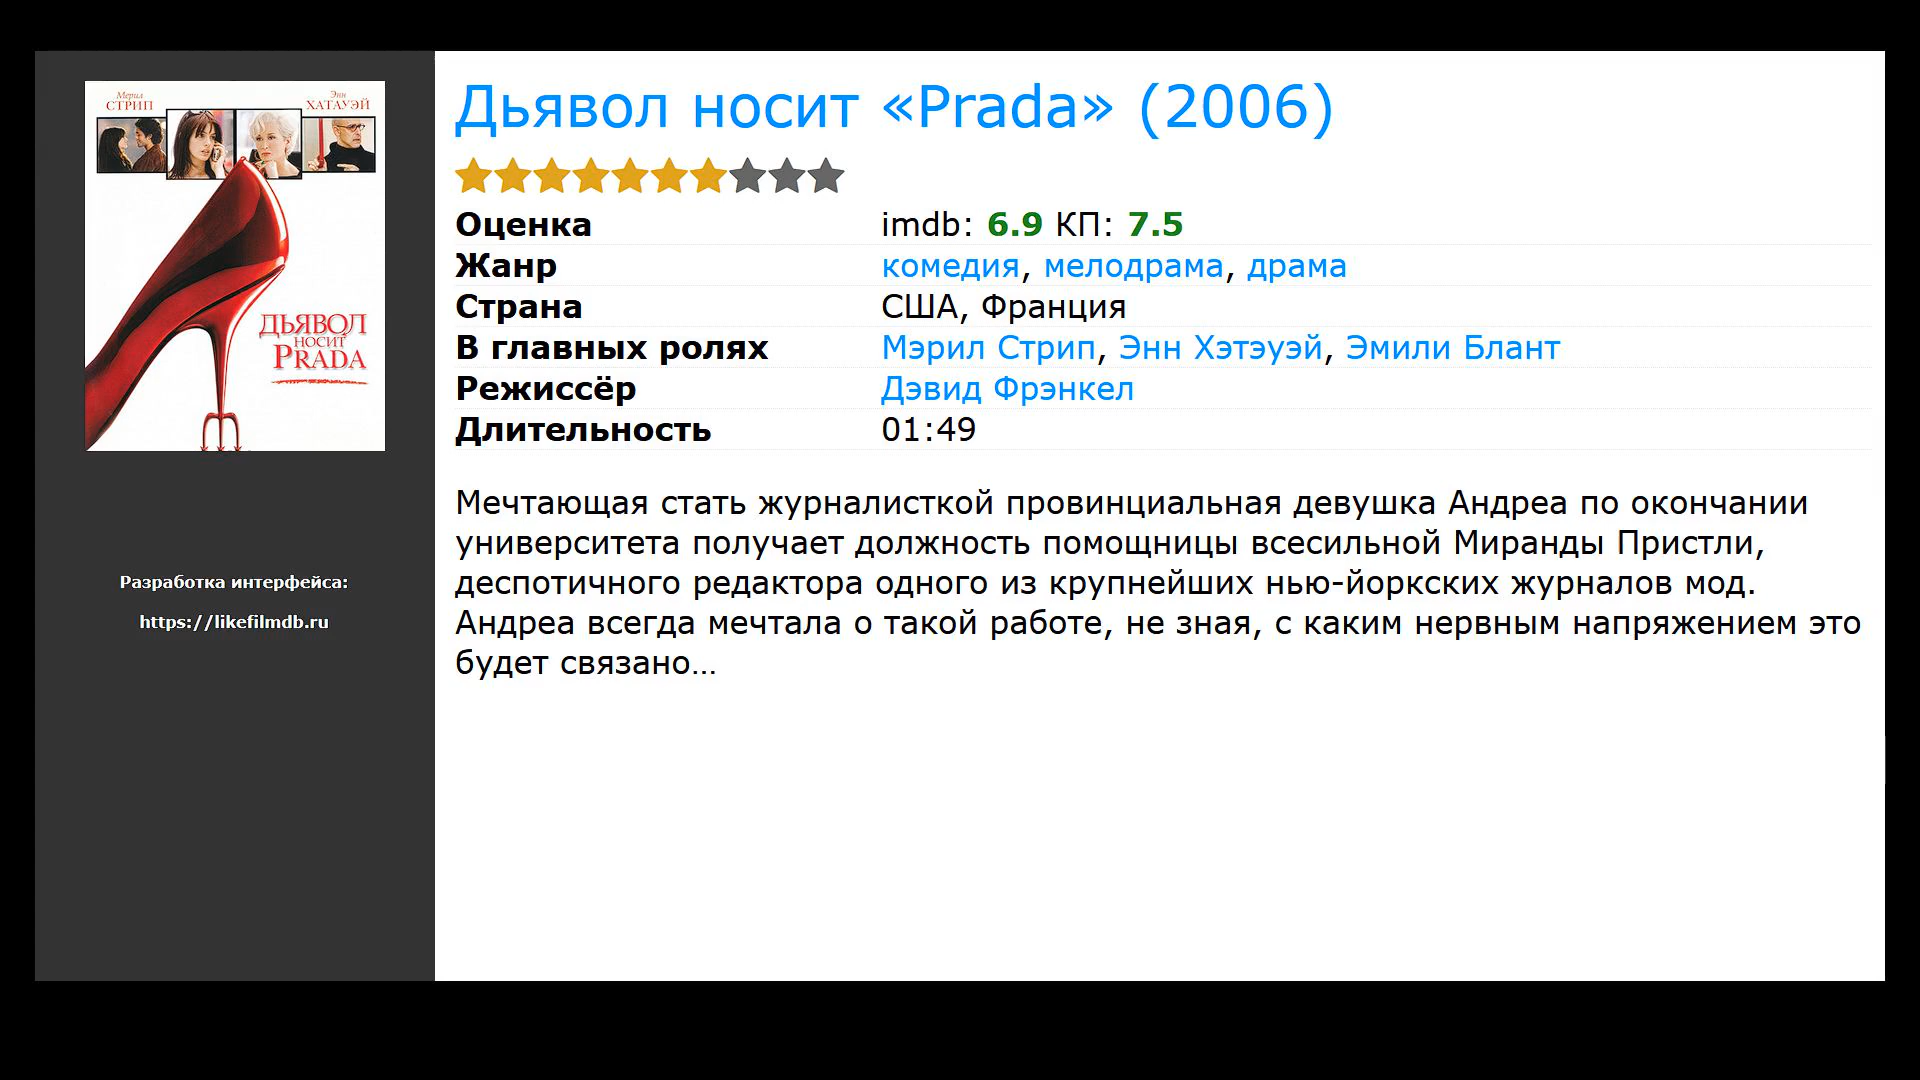 Мерил
СТРИП
Энн
ХАТАУЭЙ
ДЬЯВОЛ
НОСИТ
PRADA
Разработка интерфейса:
https://likefilmdb.ru
Дьявол носит «Prada» (2006)
Оценка imdb: 6.9 КП: 7.5
Жанр комедия, мелодрама, драма
Страна США, Франция
В главных ролях Мэрил Стрип, Энн Хэтэуэй, Эмили Блант
Режиссёр Дэвид Фрэнкел
Длительность 01:49
Мечтающая стать журналисткой провинциальная девушка Андреа по окончании
университета получает должность помощницы всесильной Миранды Пристли,
деспотичного редактора одного из крупнейших нью-йоркских журналов мод.
Андреа всегда мечтала о такой работе, не зная, с каким нервным напряжением это
будет связано…